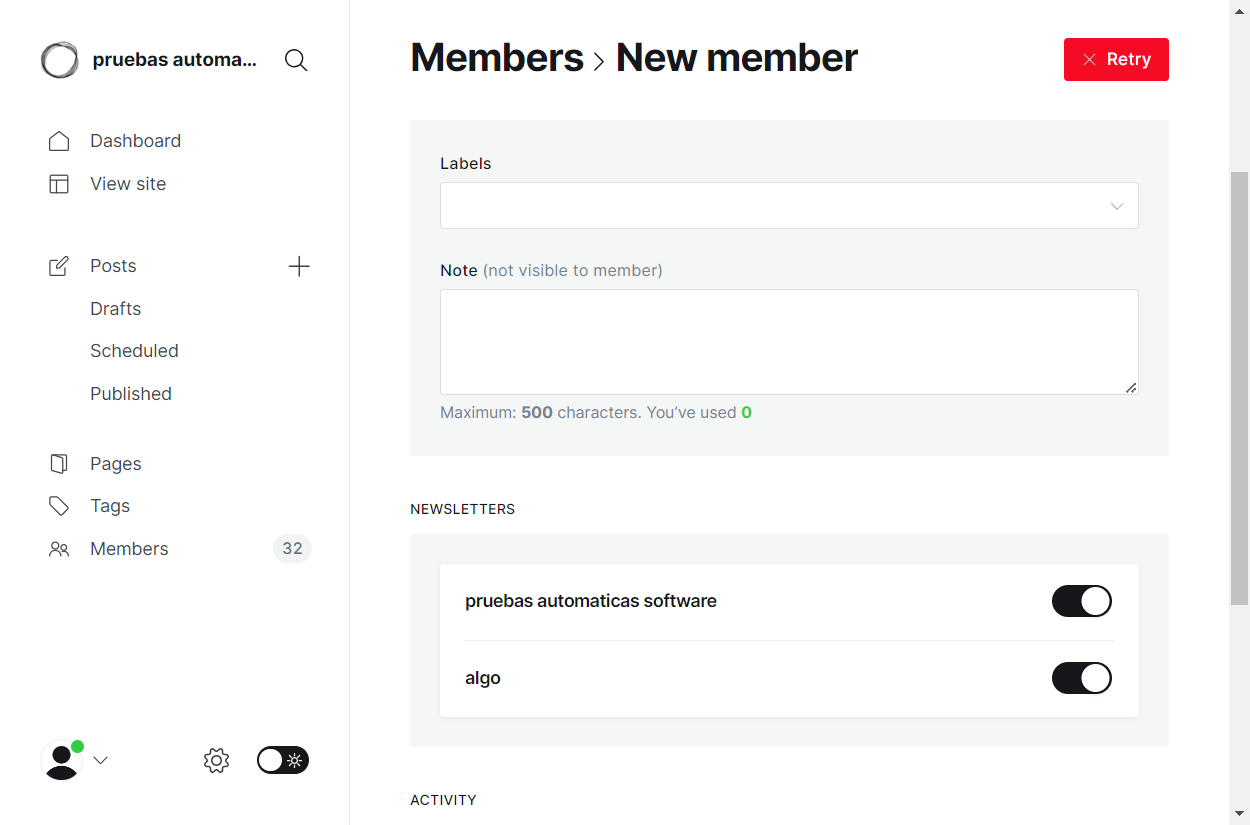 pruebas automa...
Dashboard
View site
Posts
Drafts
Scheduled
Published
Pages
Tags
Members 32
Members › New member
Retry
Labels
Note (not visible to member)
Maximum: 500 characters. You’ve used 0
NEWSLETTERS
pruebas automaticas software
algo
ACTIVITY